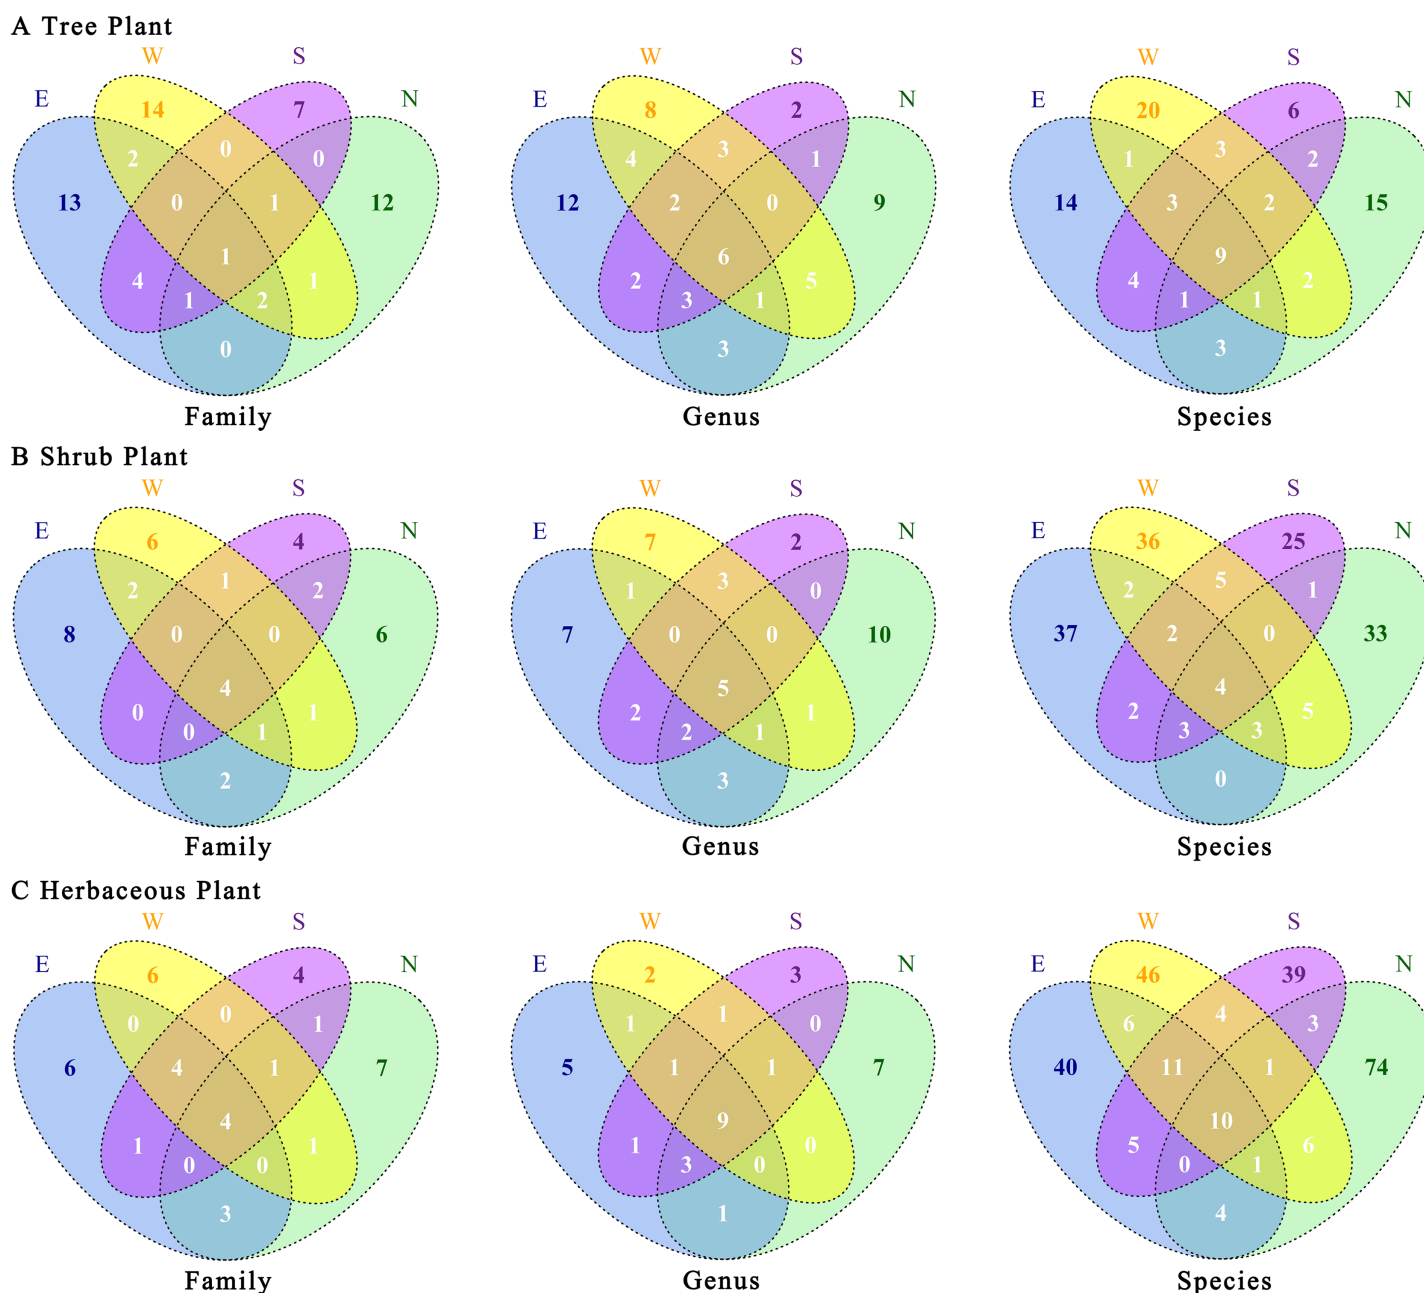 A Tree Plant
W S W S W S
E N E N E N
14 7 8 2 20 6
2 0 0 4 3 1 1 3 2
13 0 1 12 12 2 0 9 14 3 2 15
1 6 9
4 1 2 5 4 2
1 2 3 1 1 1
0 3 3
Family Genus Species
B Shrub Plant
W S W S W S
E N E N E N
6 4 7 2 36 25
2 1 2 1 3 0 2 5 1
8 0 0 6 7 0 0 10 37 2 0 33
4 5 4
0 1 2 1 2 5
0 1 2 1 3 3
2 3 0
Family Genus Species
C Herbaceous Plant
W S W S W S
E N E N E N
6 4 2 3 46 39
0 0 1 1 1 0 6 4 3
6 4 1 7 5 1 1 7 40 11 1 74
4 9 10
1 1 1 0 5 6
0 0 3 0 0 1
3 1 4
Family Genus Species